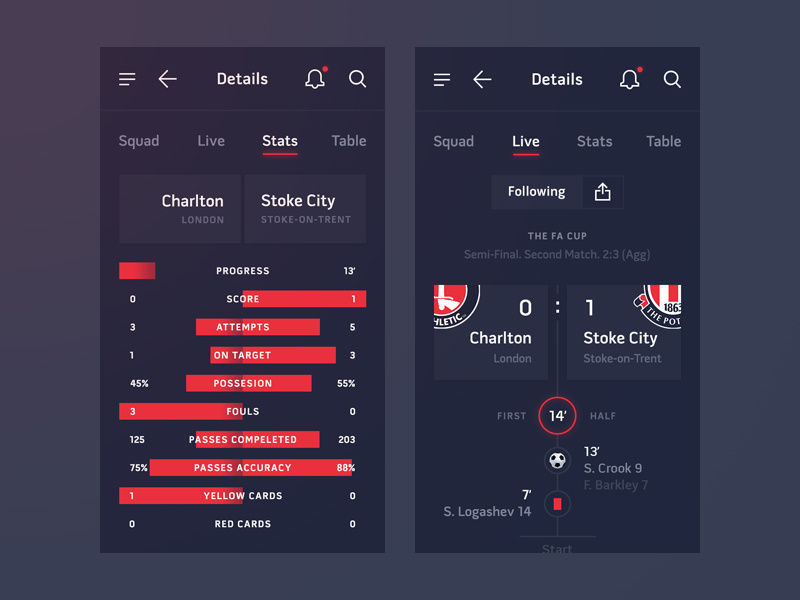 Details
Squad Live Stats Table
Charlton
LONDON
Stoke City
STOKE-ON-TRENT
PROGRESS 13'
0 SCORE 1
3 ATTEMPTS 5
1 ON TARGET 3
45% POSSESION 55%
3 FOULS 0
125 PASSES COMPELETED 203
75% PASSES ACCURACY 88%
1 YELLOW CARDS 0
0 RED CARDS 0
Details
Squad Live Stats Table
Following
THE FA CUP
Semi-Final. Second Match. 2:3 (Agg)
HLETIC
0 : 1
1863
THE POT
Charlton
London
Stoke City
Stoke-on-Trent
FIRST 14' HALF
13'
S. Crook 9
F. Barkley 7
7'
S. Logashev 14
Start